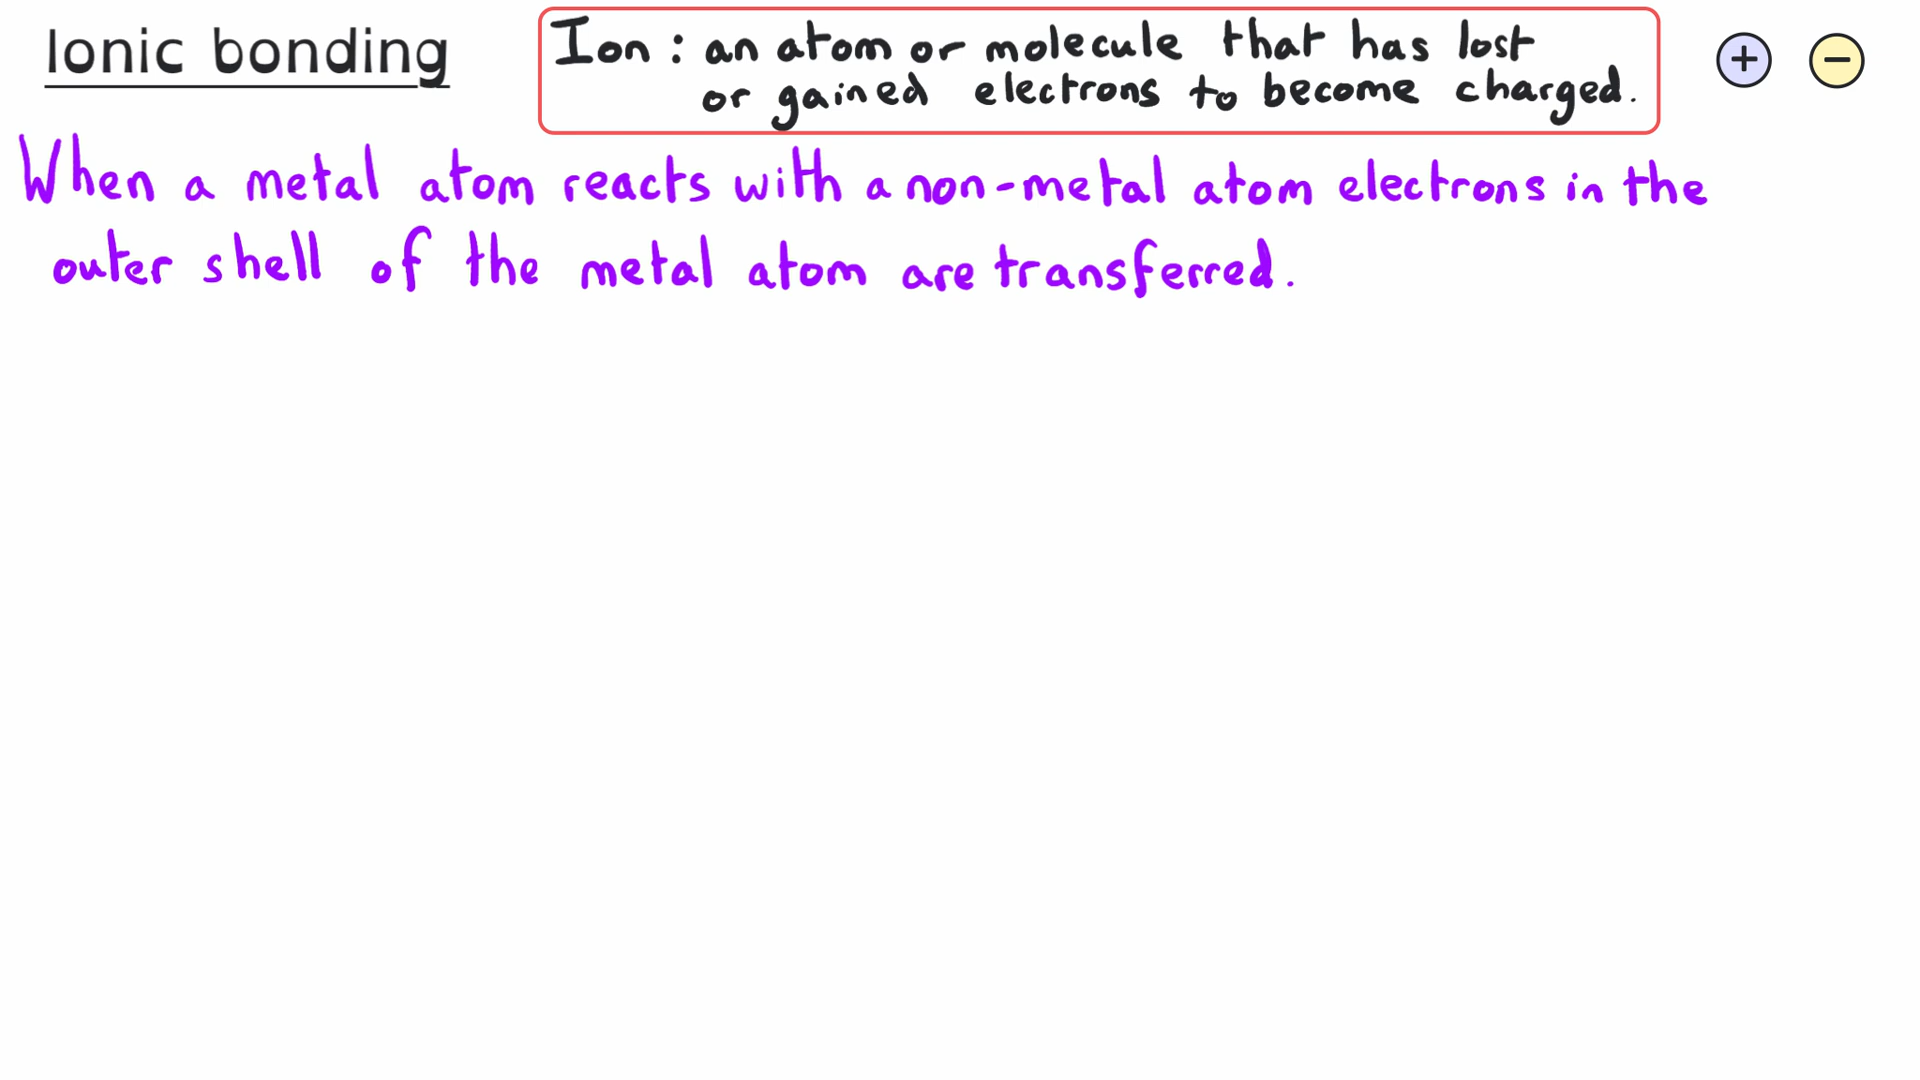 Ionic bonding
Ion : an atom or molecule that has lost
or gained electrons to become charged.
+ −
When a metal atom reacts with a non-metal atom electrons in the
outer shell of the metal atom are transferred.